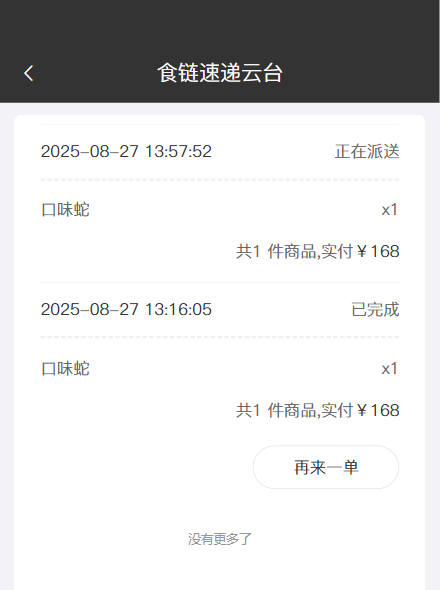 食链速递云台
2025-08-27 13:57:52 正在派送
口味蛇 x1
共1 件商品,实付￥168
2025-08-27 13:16:05 已完成
口味蛇 x1
共1 件商品,实付￥168
再来一单
没有更多了